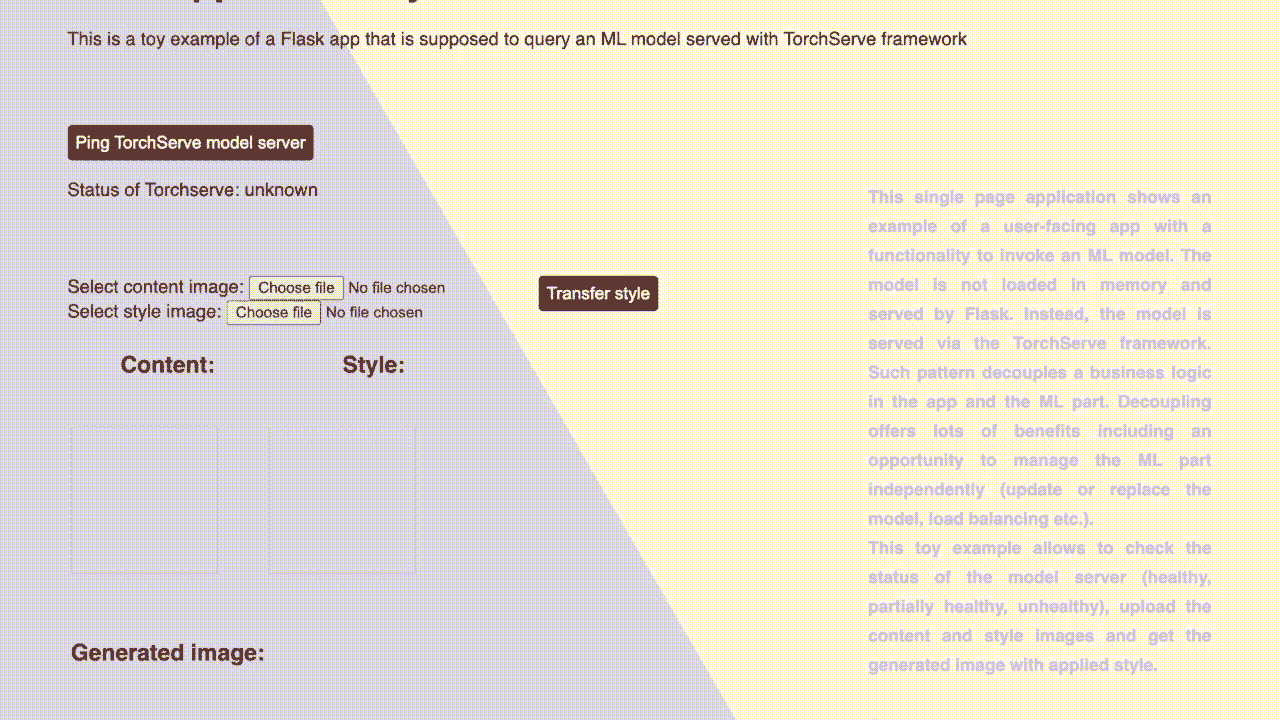 This is a toy example of a Flask app that is supposed to query an ML model served with TorchServe framework
Ping TorchServe model server
Status of Torchserve: unknown
Select content image: Choose file No file chosen
Select style image: Choose file No file chosen
Transfer style
Content: Style:
Generated image:
This single page application shows an
example of a user-facing app with a
functionality to invoke an ML model. The
model is not loaded in memory and
served by Flask. Instead, the model is
served via the TorchServe framework.
Such pattern decouples a business logic
in the app and the ML part. Decoupling
offers lots of benefits including an
opportunity to manage the ML part
independently (update or replace the
model, load balancing etc.).
This toy example allows to check the
status of the model server (healthy,
partially healthy, unhealthy), upload the
content and style images and get the
generated image with applied style.